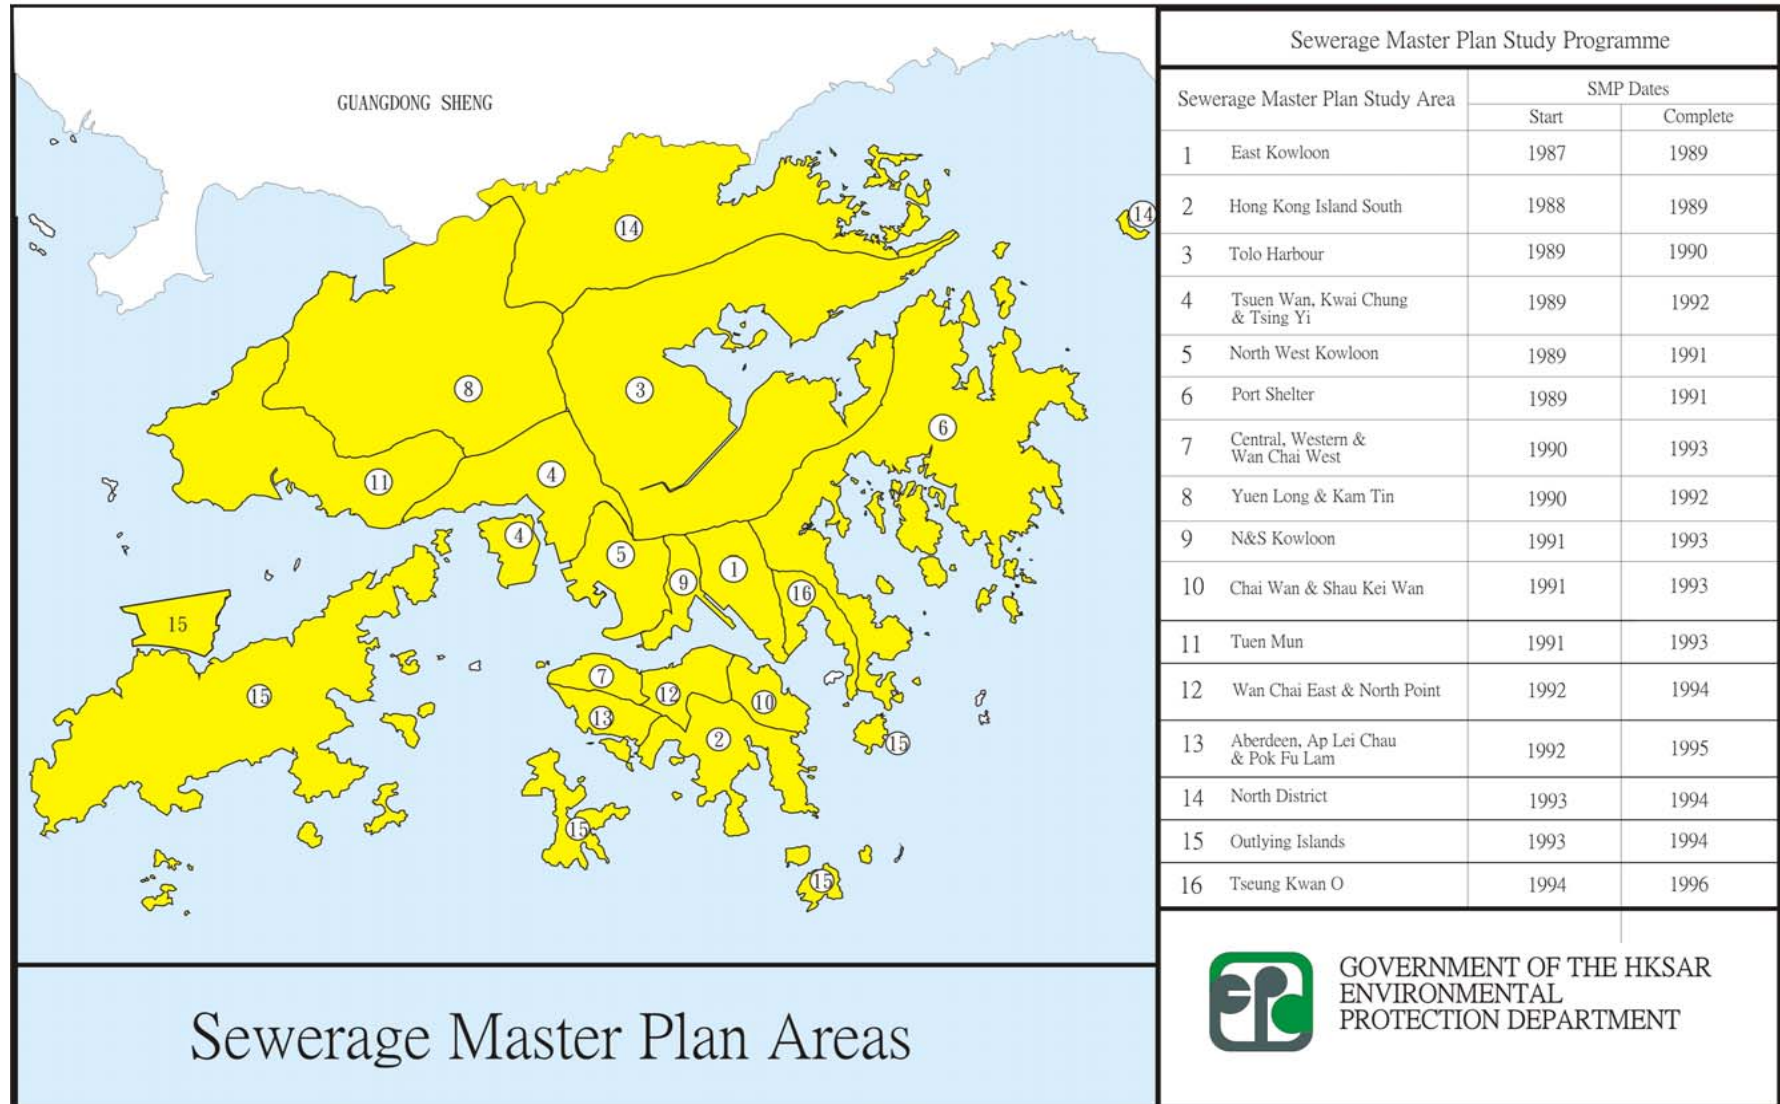 GUANGDONG SHENG
14
14
8
3
6
11
4
4
5
9
1
16
15
15
7
12
10
13
2
15
15
15
Sewerage Master Plan Areas
Sewerage Master Plan Study Programme
Sewerage Master Plan Study Area
SMP Dates
Start Complete
1 East Kowloon 1987 1989
2 Hong Kong Island South 1988 1989
3 Tolo Harbour 1989 1990
4 Tsuen Wan, Kwai Chung
& Tsing Yi 1989 1992
5 North West Kowloon 1989 1991
6 Port Shelter 1989 1991
7 Central, Western &
Wan Chai West 1990 1993
8 Yuen Long & Kam Tin 1990 1992
9 N&S Kowloon 1991 1993
10 Chai Wan & Shau Kei Wan 1991 1993
11 Tuen Mun 1991 1993
12 Wan Chai East & North Point 1992 1994
13 Aberdeen, Ap Lei Chau
& Pok Fu Lam 1992 1995
14 North District 1993 1994
15 Outlying Islands 1993 1994
16 Tseung Kwan O 1994 1996
EPD
GOVERNMENT OF THE HKSAR
ENVIRONMENTAL
PROTECTION DEPARTMENT